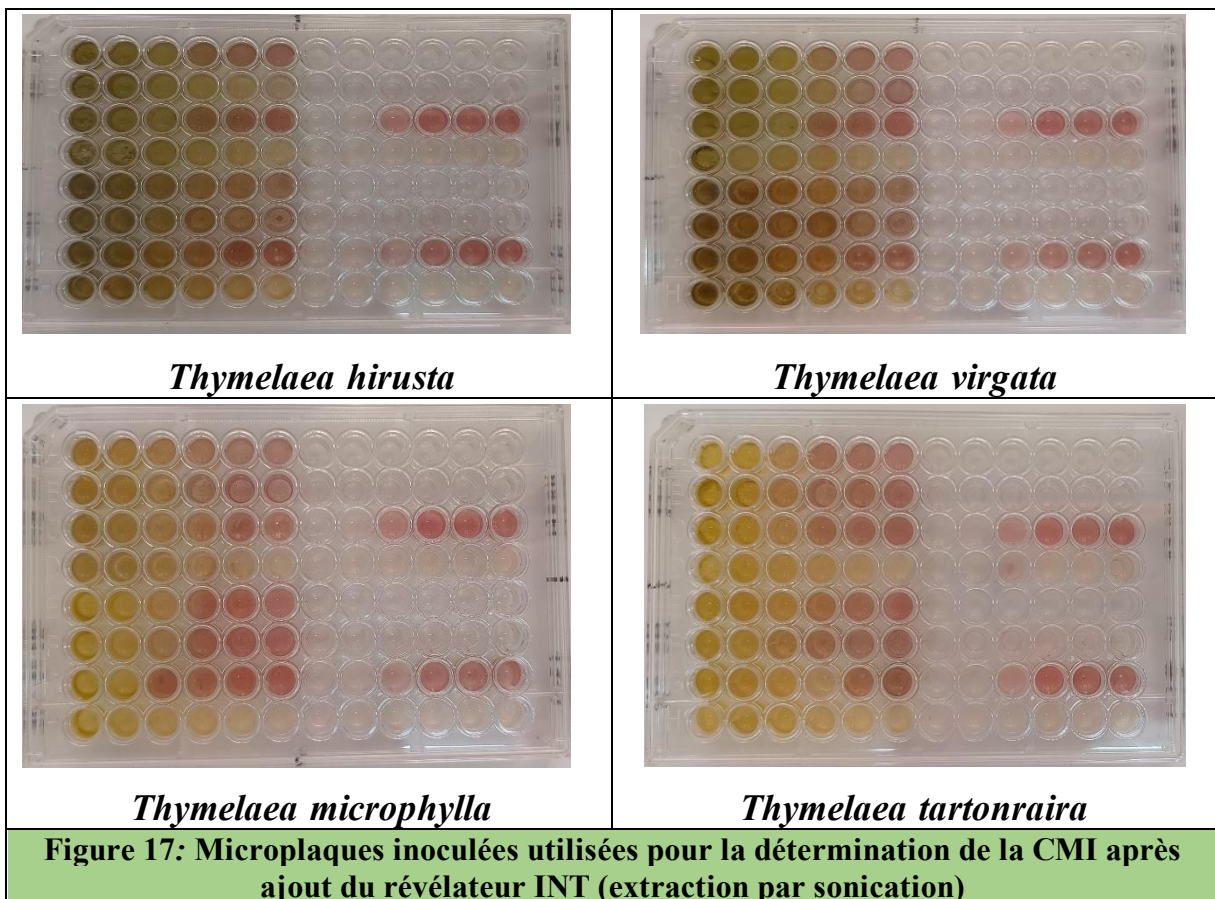 Thymelaea hirusta
Thymelaea virgata
Thymelaea microphylla
Thymelaea tartonraira
Figure 17: Microplaques inoculées utilisées pour la détermination de la CMI après
ajout du révélateur INT (extraction par sonication)